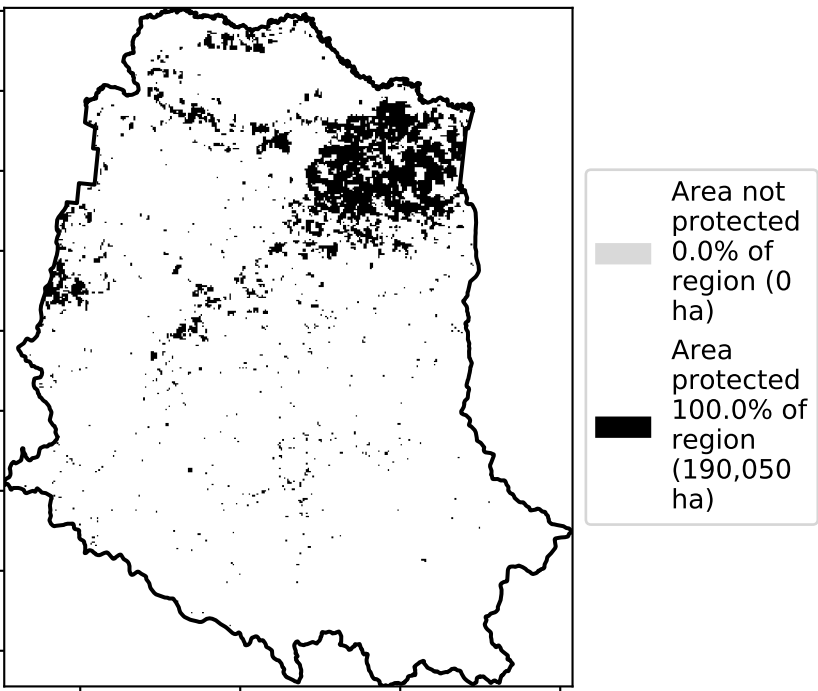 Area not
protected
0.0% of
region (0
ha)
Area
protected
100.0% of
region
(190,050
ha)